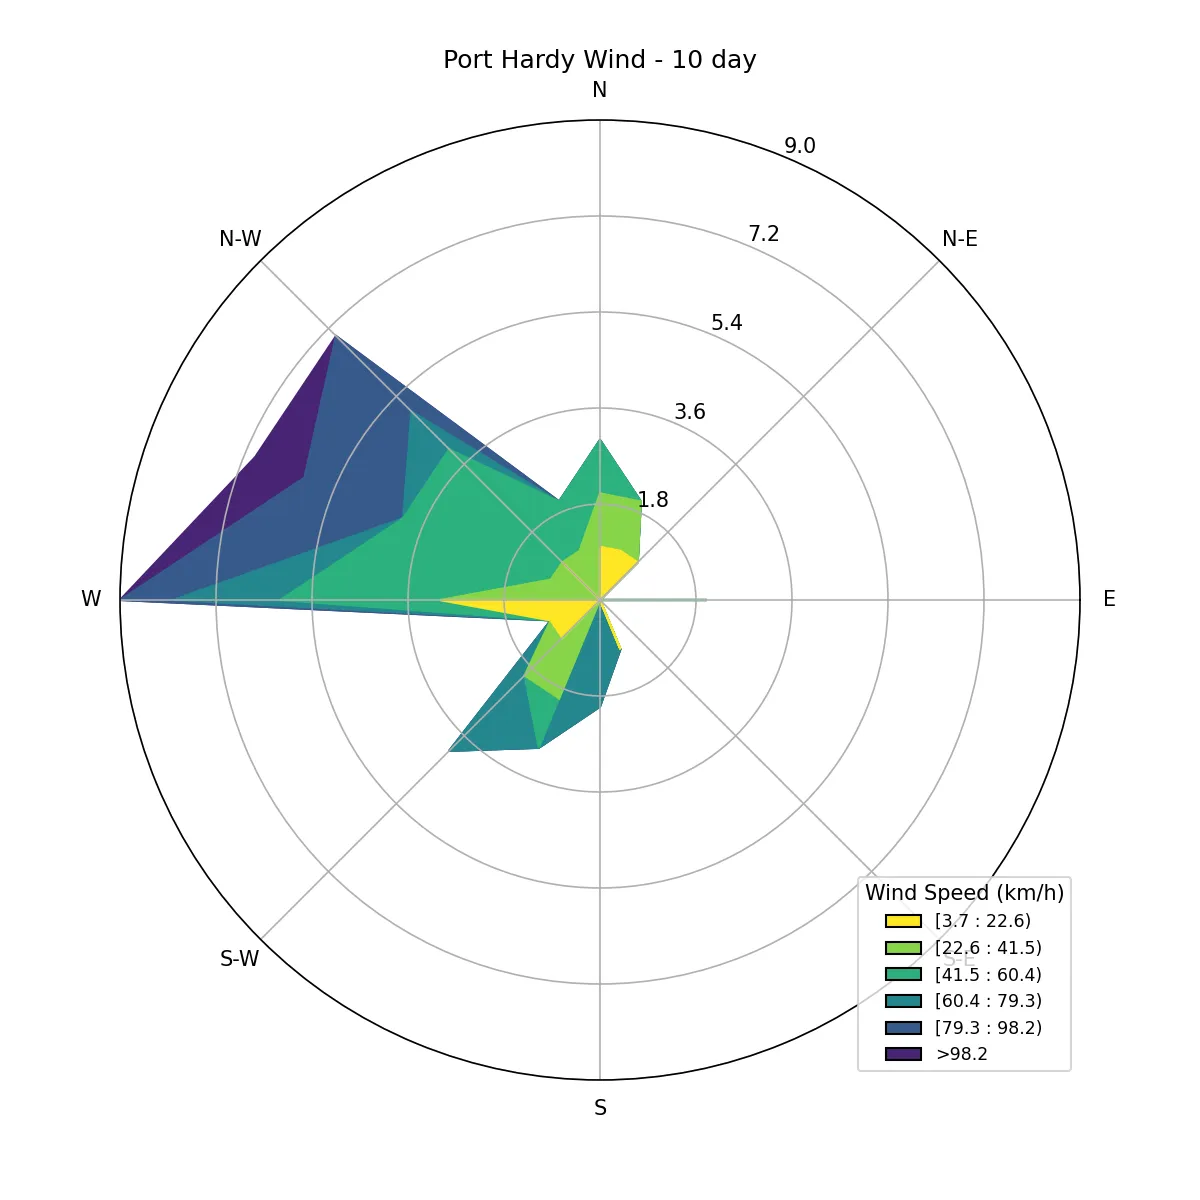 Port Hardy Wind - 10 day
N
9.0
N-W
N-E
7.2
5.4
3.6
1.8
W
E
S-W
S-E
S
Wind Speed (km/h)
[3.7 : 22.6)
[22.6 : 41.5)
[41.5 : 60.4)
[60.4 : 79.3)
[79.3 : 98.2)
>98.2